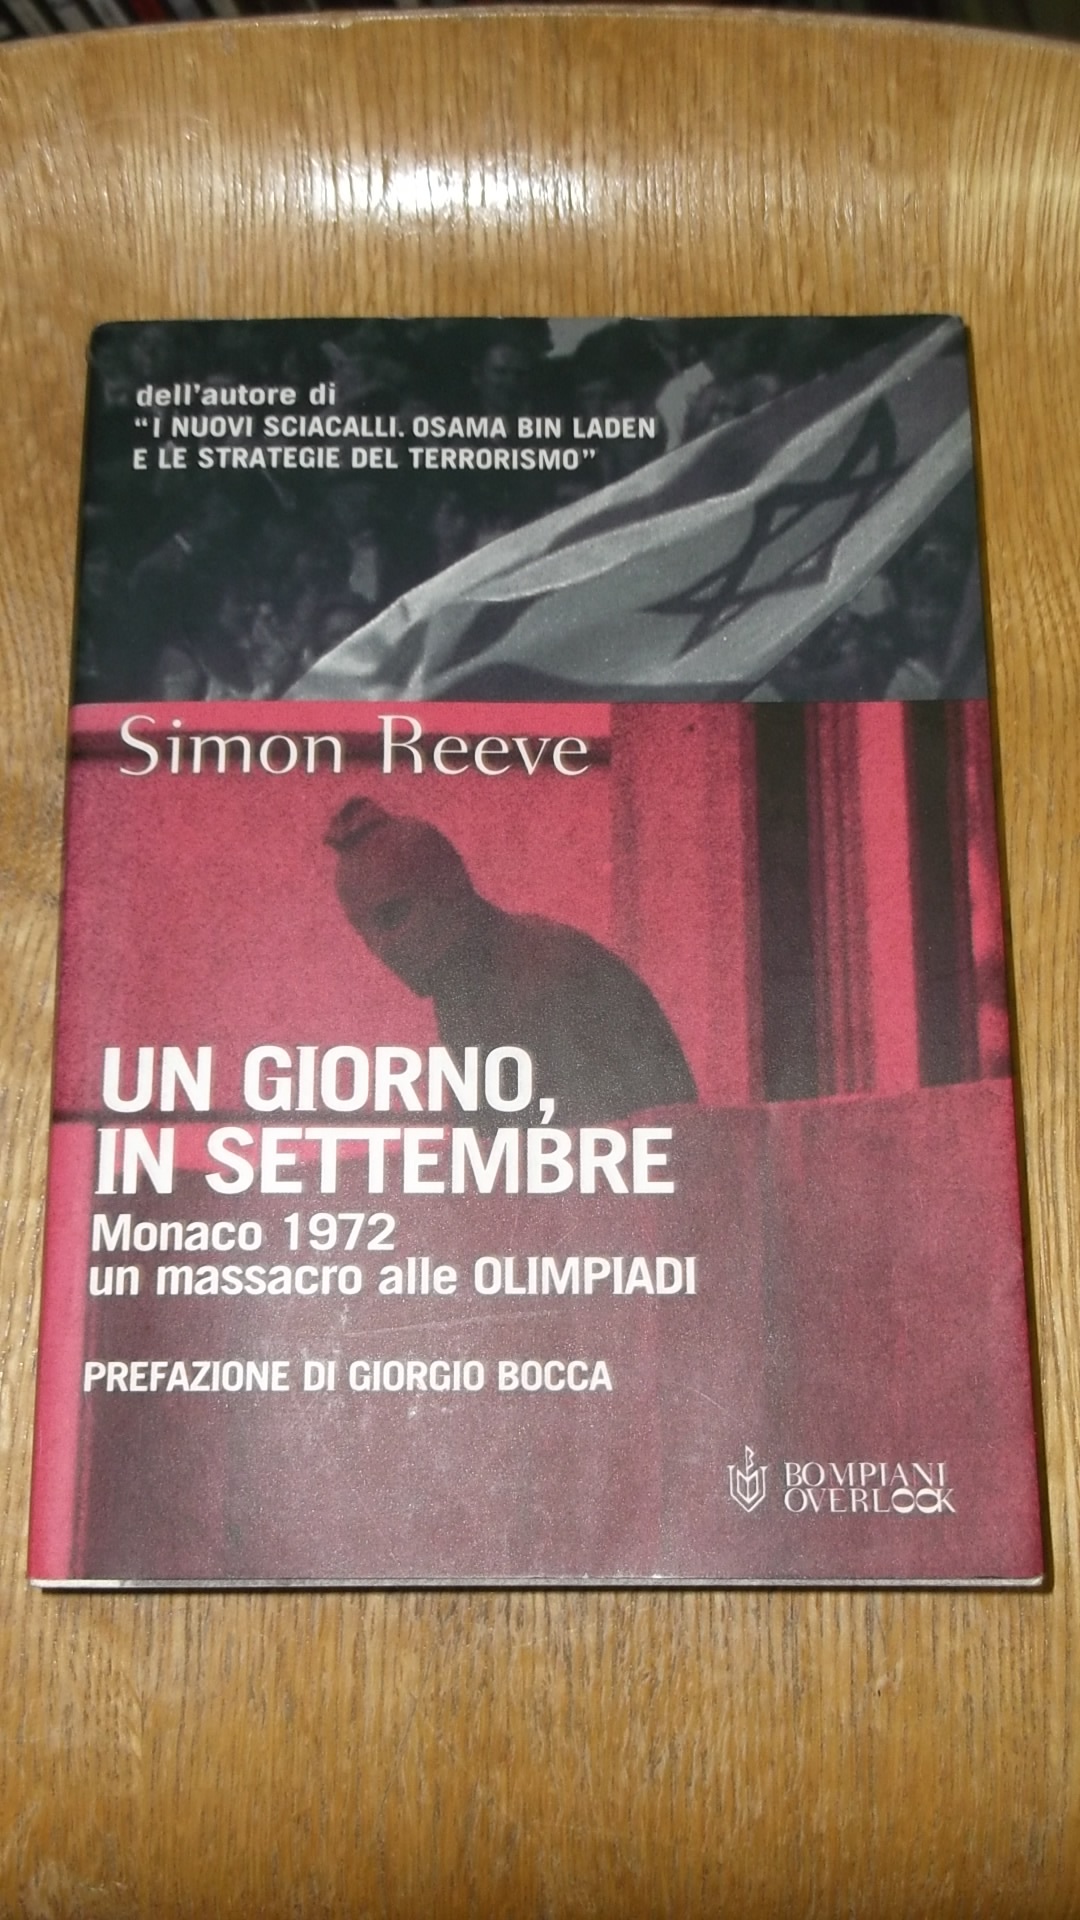 dell'autore di
"I NUOVI SCIACALLI. OSAMA BIN LADEN
E LE STRATEGIE DEL TERRORISMO"
Simon Reeve
UN GIORNO,
IN SETTEMBRE
Monaco 1972
un massacro alle OLIMPIADI
PREFAZIONE DI GIORGIO BOCCA
BOMPIANI
OVERLOOK